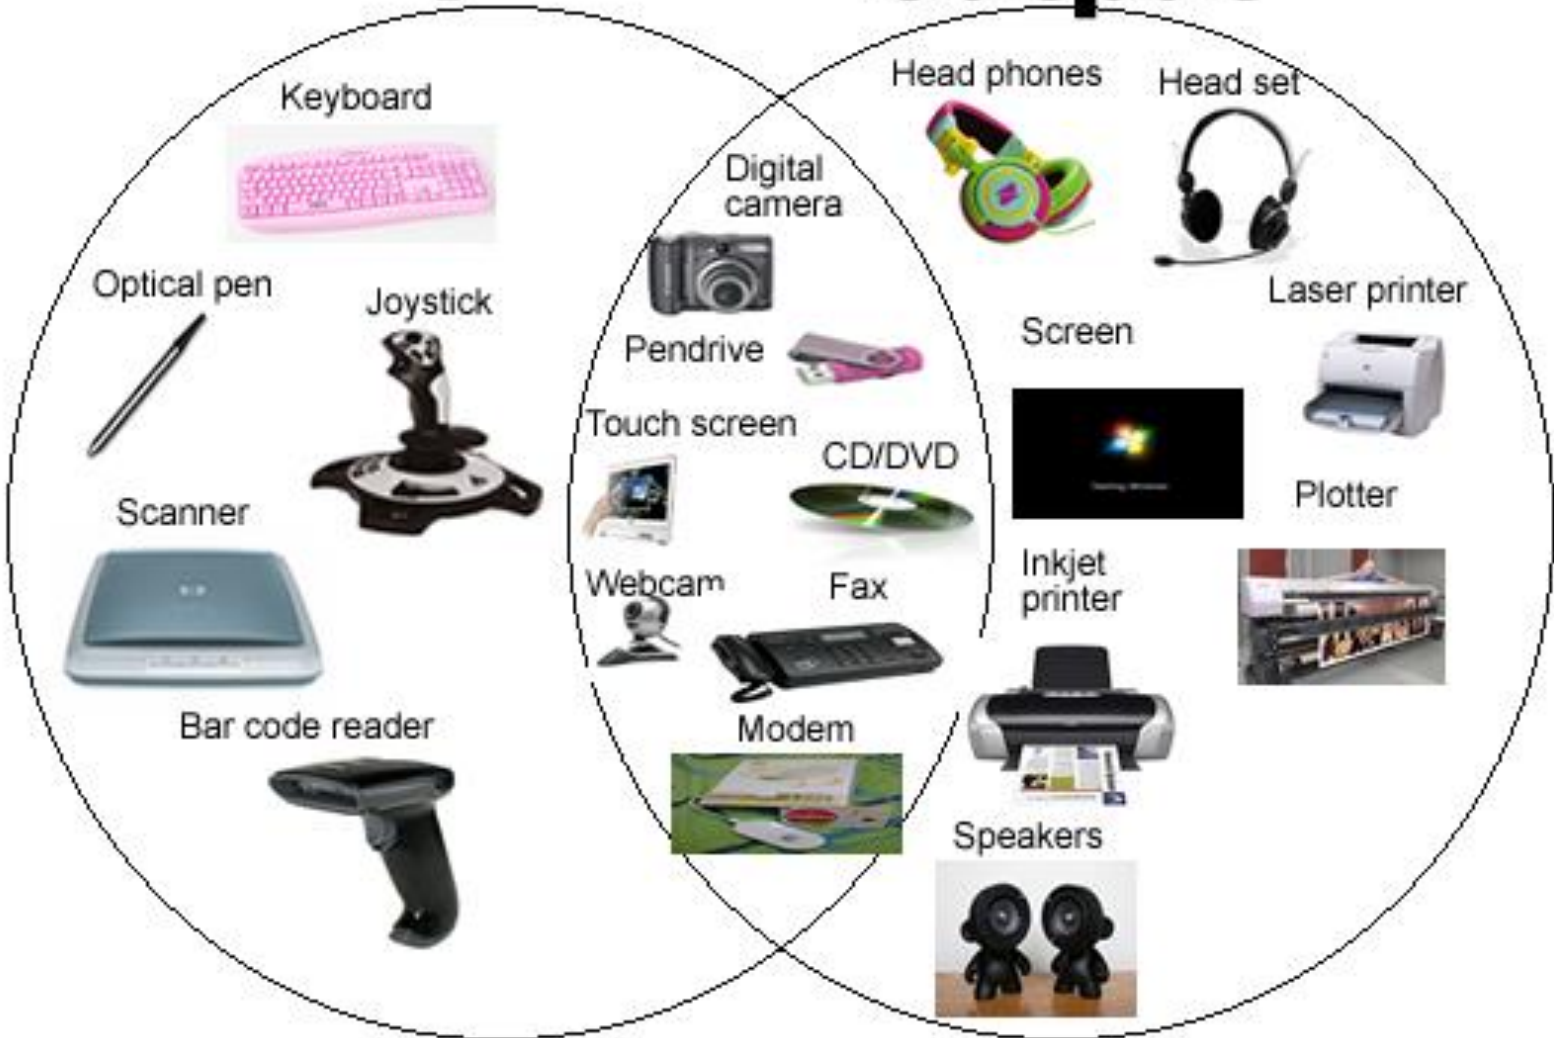 Keyboard
Optical pen
Joystick
Scanner
Bar code reader
Digital
camera
Pendrive
Touch screen
CD/DVD
Webcam
Fax
Modem
Head phones
Head set
Laser printer
Screen
Plotter
Inkjet
printer
Speakers